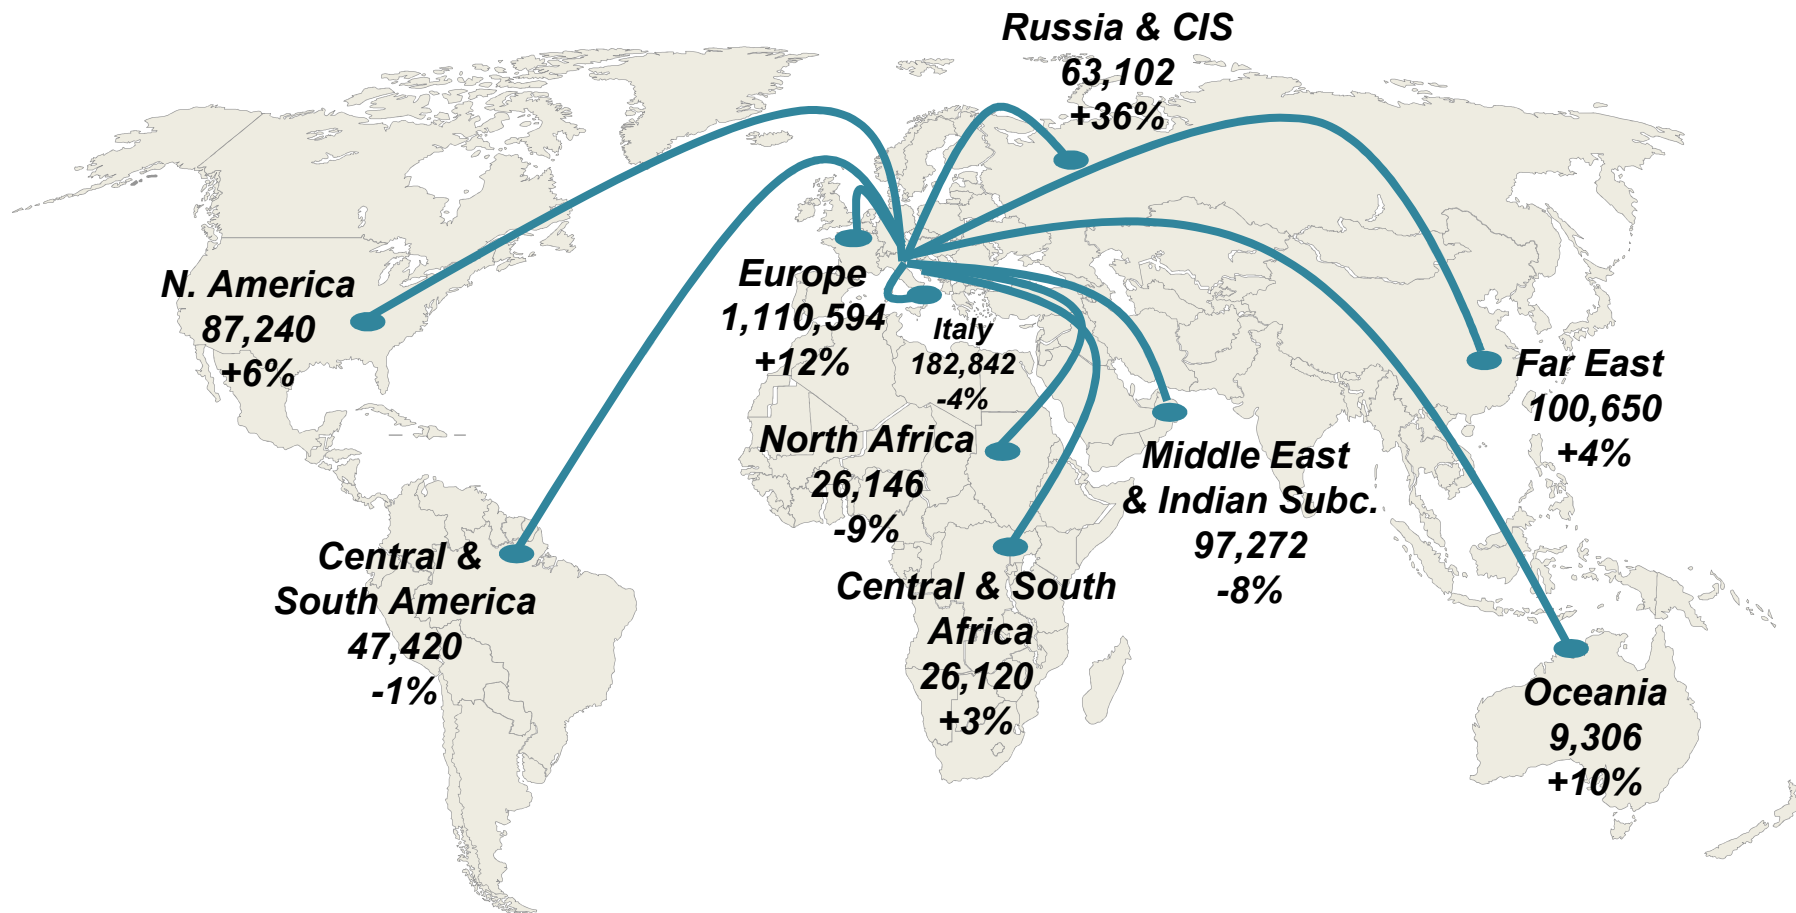 Russia & CIS
63,102
+36%
N. America
87,240
+6%
Europe
1,110,594
+12%
Italy
182,842
-4%
Far East
100,650
+4%
North Africa
26,146
-9%
Middle East
& Indian Subc.
97,272
-8%
Central &
South America
47,420
-1%
Central & South
Africa
26,120
+3%
Oceania
9,306
+10%